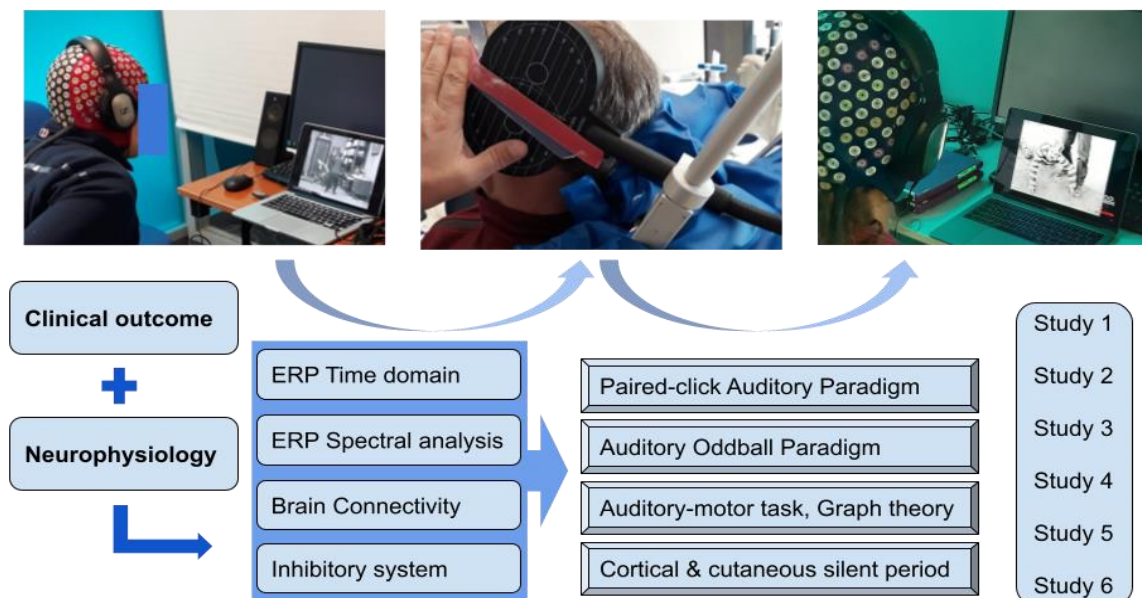 Clinical outcome
Neurophysiology
ERP Time domain
ERP Spectral analysis
Brain Connectivity
Inhibitory system
Paired-click Auditory Paradigm
Auditory Oddball Paradigm
Auditory-motor task, Graph theory
Cortical & cutaneous silent period
Study 1
Study 2
Study 3
Study 4
Study 5
Study 6